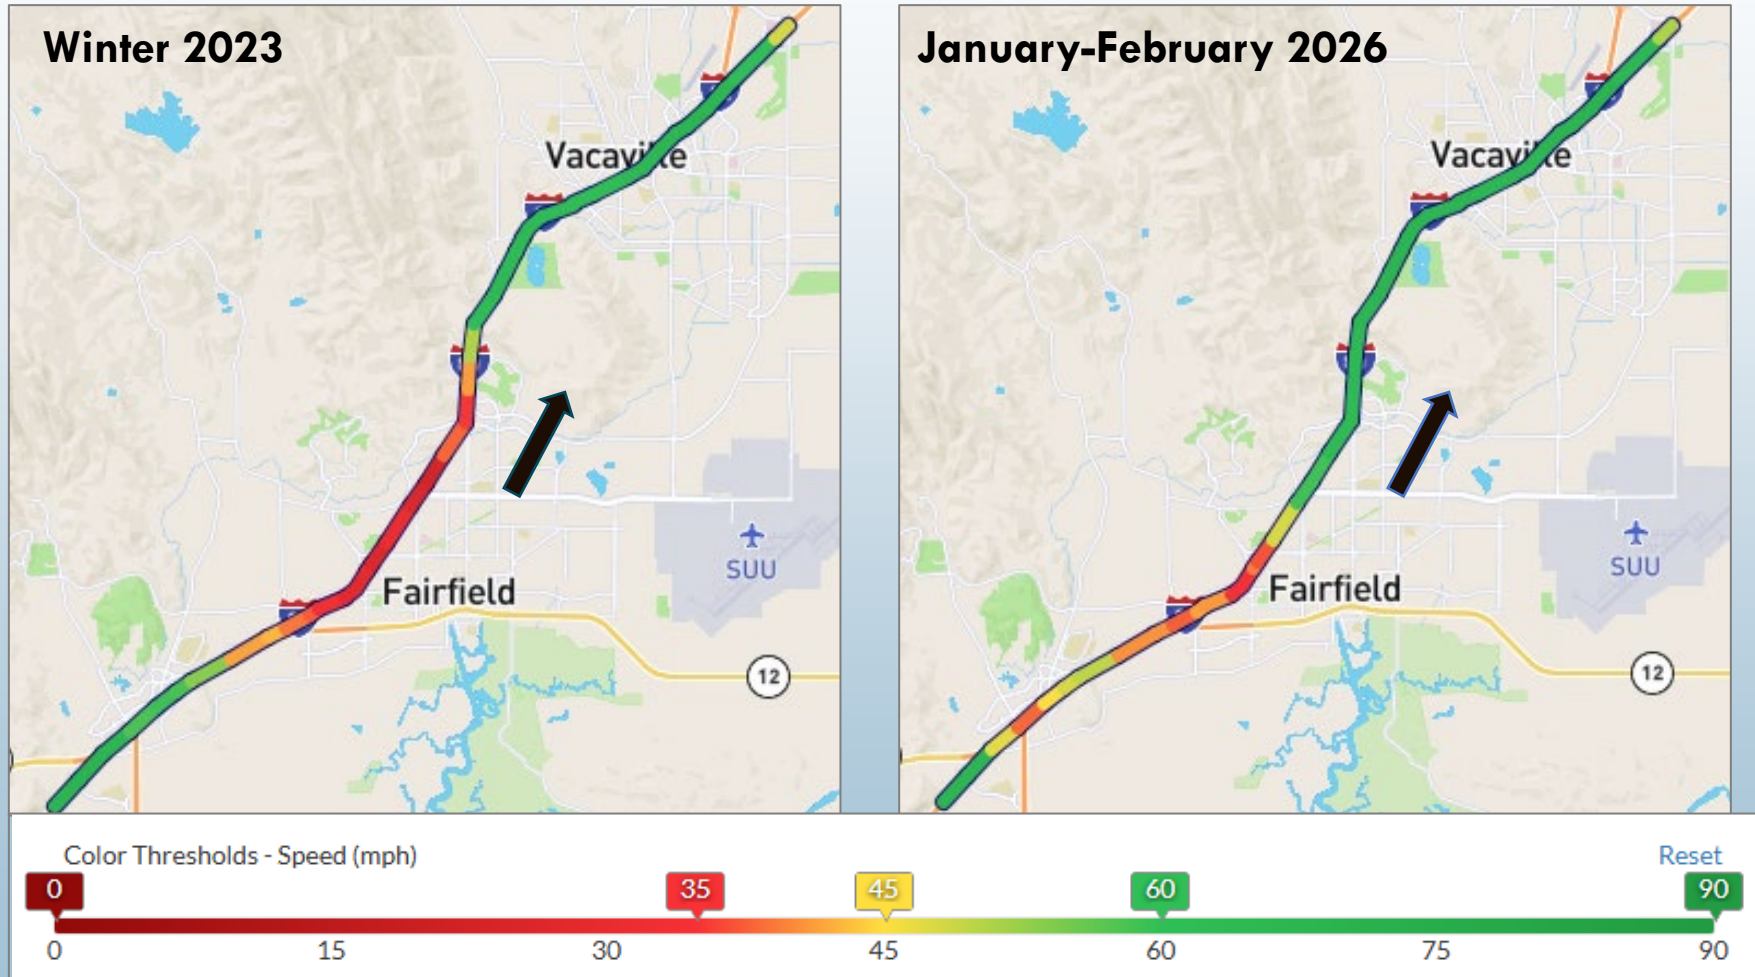 Winter 2023
Vacaville
SUU
Fairfield
12
January-February 2026
Vacaville
SUU
Fairfield
12
Color Thresholds - Speed (mph)
Reset
0 35 45 60 90
0 15 30 45 60 75 90